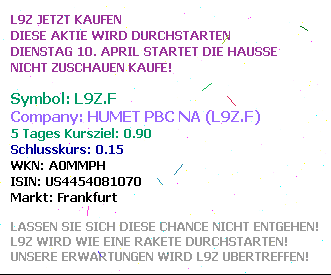 L9Z JETZT KAUFEN
DIESE AKTIE WIRD DURCHSTARTEN
DIENSTAG 10. APRIL STARTET DIE HAUSSE
NICHT ZUSCHAUEN KAUFE!
Symbol: L9Z.F
Company: HUMET PBC NA (L9Z.F)
5 Tages Kursziel: 0.90
Schlusskurs: 0.15
WKN: A0MMPH
ISIN: US4454081070
Markt: Frankfurt
LASSEN SIE SICH DIESE CHANCE NICHT ENTGEHEN!
L9Z WIRD WIE EINE RAKETE DURCHSTARTEN!
UNSERE ERWARTUNGEN WIRD L9Z UBERTREFFEN!